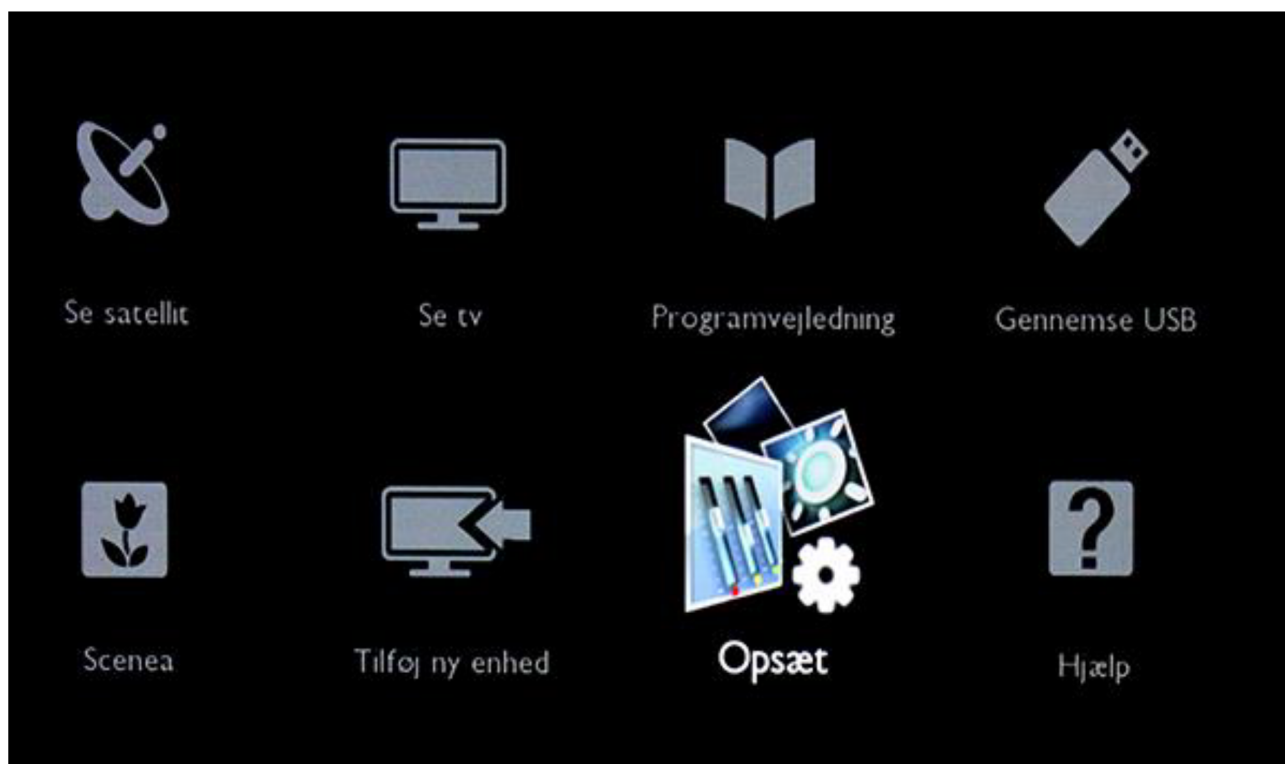 Se satellit
Se tv
Programvejledning
Gennemse USB
Scenea
Tilføj ny enhed
Opsæt
Hjælp